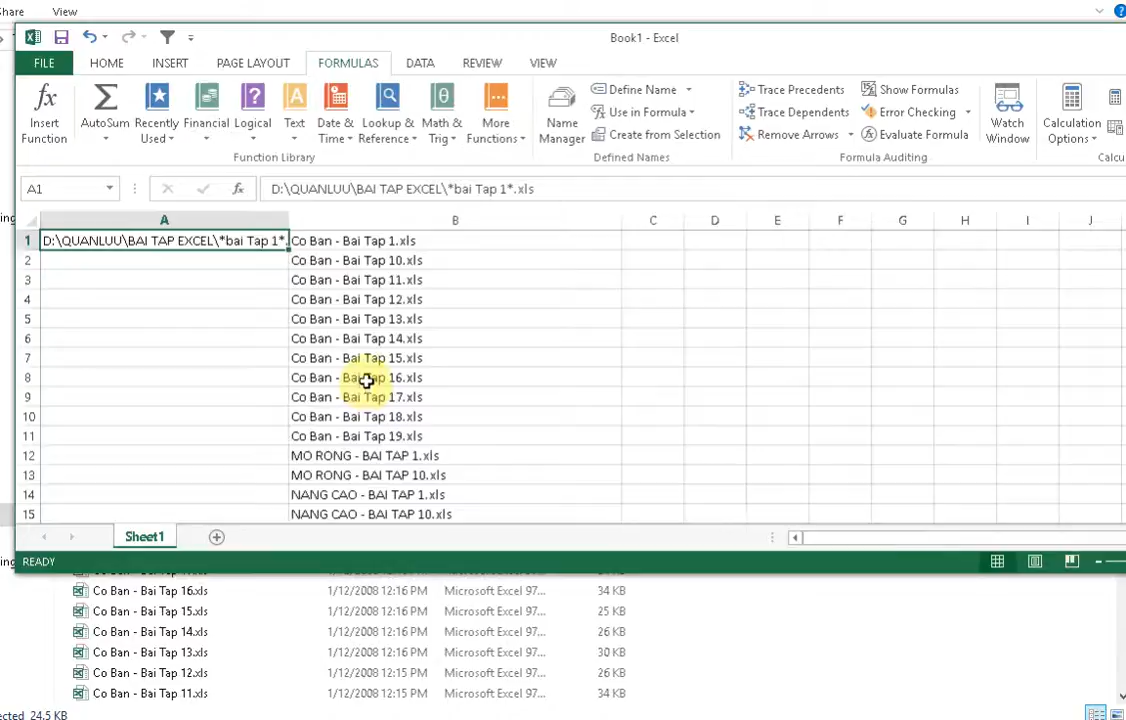 Share View
Book1 - Excel
FILE HOME INSERT PAGE LAYOUT FORMULAS DATA REVIEW VIEW
fx Σ ? A θ
Insert Function
AutoSum
Recently Used
Financial
Logical
Text
Date & Time
Lookup & Reference
Math & Trig
More Functions
Function Library
Name Manager
Define Name
Use in Formula
Create from Selection
Defined Names
Trace Precedents
Trace Dependents
Remove Arrows
Show Formulas
Error Checking
Evaluate Formula
Formula Auditing
Watch Window
Calculation Options
Calcu
A1 fx D:\QUANLUU\BAI TAP EXCEL\*bai Tap 1*.xls
A B C D E F G H I J
1 D:\QUANLUU\BAI TAP EXCEL\*bai Tap 1*. Co Ban - Bai Tap 1.xls
2 Co Ban - Bai Tap 10.xls
3 Co Ban - Bai Tap 11.xls
4 Co Ban - Bai Tap 12.xls
5 Co Ban - Bai Tap 13.xls
6 Co Ban - Bai Tap 14.xls
7 Co Ban - Bai Tap 15.xls
8 Co Ban - Bai Tap 16.xls
9 Co Ban - Bai Tap 17.xls
10 Co Ban - Bai Tap 18.xls
11 Co Ban - Bai Tap 19.xls
12 MO RONG - BAI TAP 1.xls
13 MO RONG - BAI TAP 10.xls
14 NANG CAO - BAI TAP 1.xls
15 NANG CAO - BAI TAP 10.xls
Sheet1
READY
Co Ban - Bai Tap 16.xls 1/12/2008 12:16 PM Microsoft Excel 97... 34 KB
Co Ban - Bai Tap 15.xls 1/12/2008 12:16 PM Microsoft Excel 97... 25 KB
Co Ban - Bai Tap 14.xls 1/12/2008 12:16 PM Microsoft Excel 97... 26 KB
Co Ban - Bai Tap 13.xls 1/12/2008 12:16 PM Microsoft Excel 97... 30 KB
Co Ban - Bai Tap 12.xls 1/12/2008 12:15 PM Microsoft Excel 97... 26 KB
Co Ban - Bai Tap 11.xls 1/12/2008 12:15 PM Microsoft Excel 97... 34 KB
ected 24.5 KB